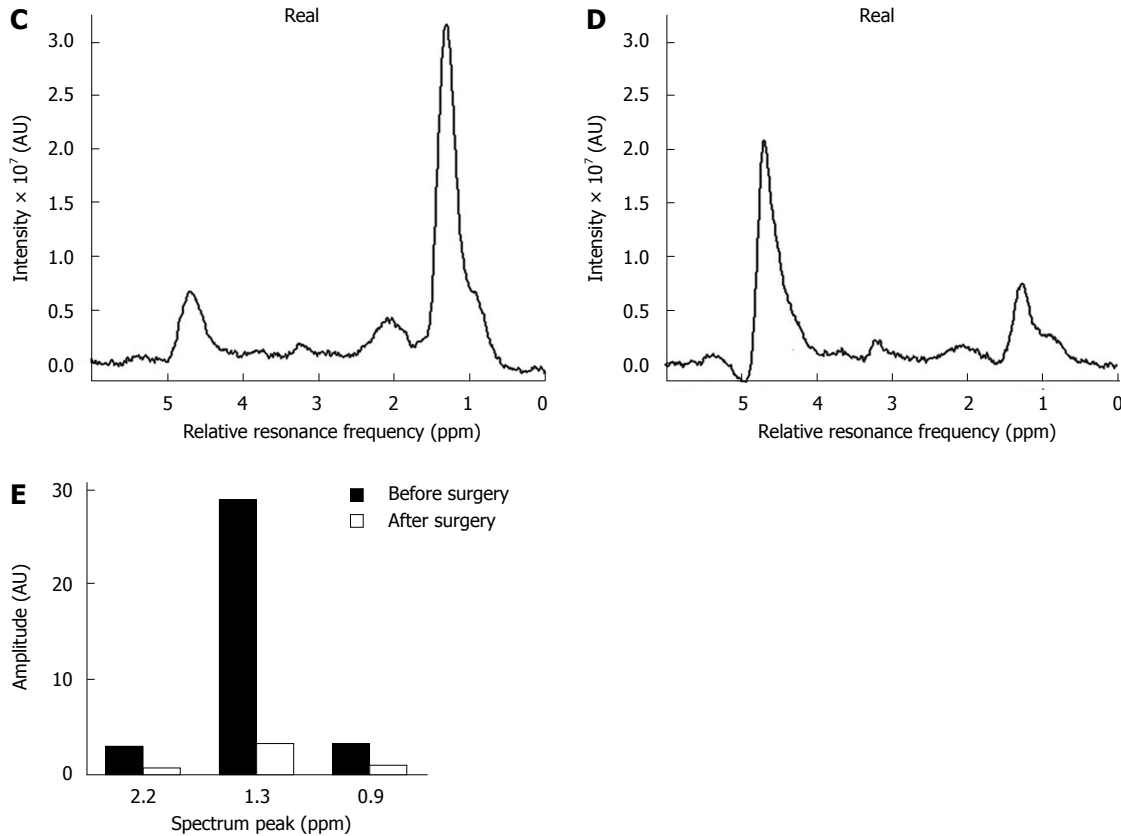 C
Real
3.0
2.5
2.0
1.5
1.0
0.5
0.0
Intensity × 10⁷ (AU)
5 4 3 2 1 0
Relative resonance frequency (ppm)
D
Real
3.0
2.5
2.0
1.5
1.0
0.5
0.0
Intensity × 10⁷ (AU)
5 4 3 2 1 0
Relative resonance frequency (ppm)
E
30
20
10
0
Amplitude (AU)
Before surgery
After surgery
2.2 1.3 0.9
Spectrum peak (ppm)